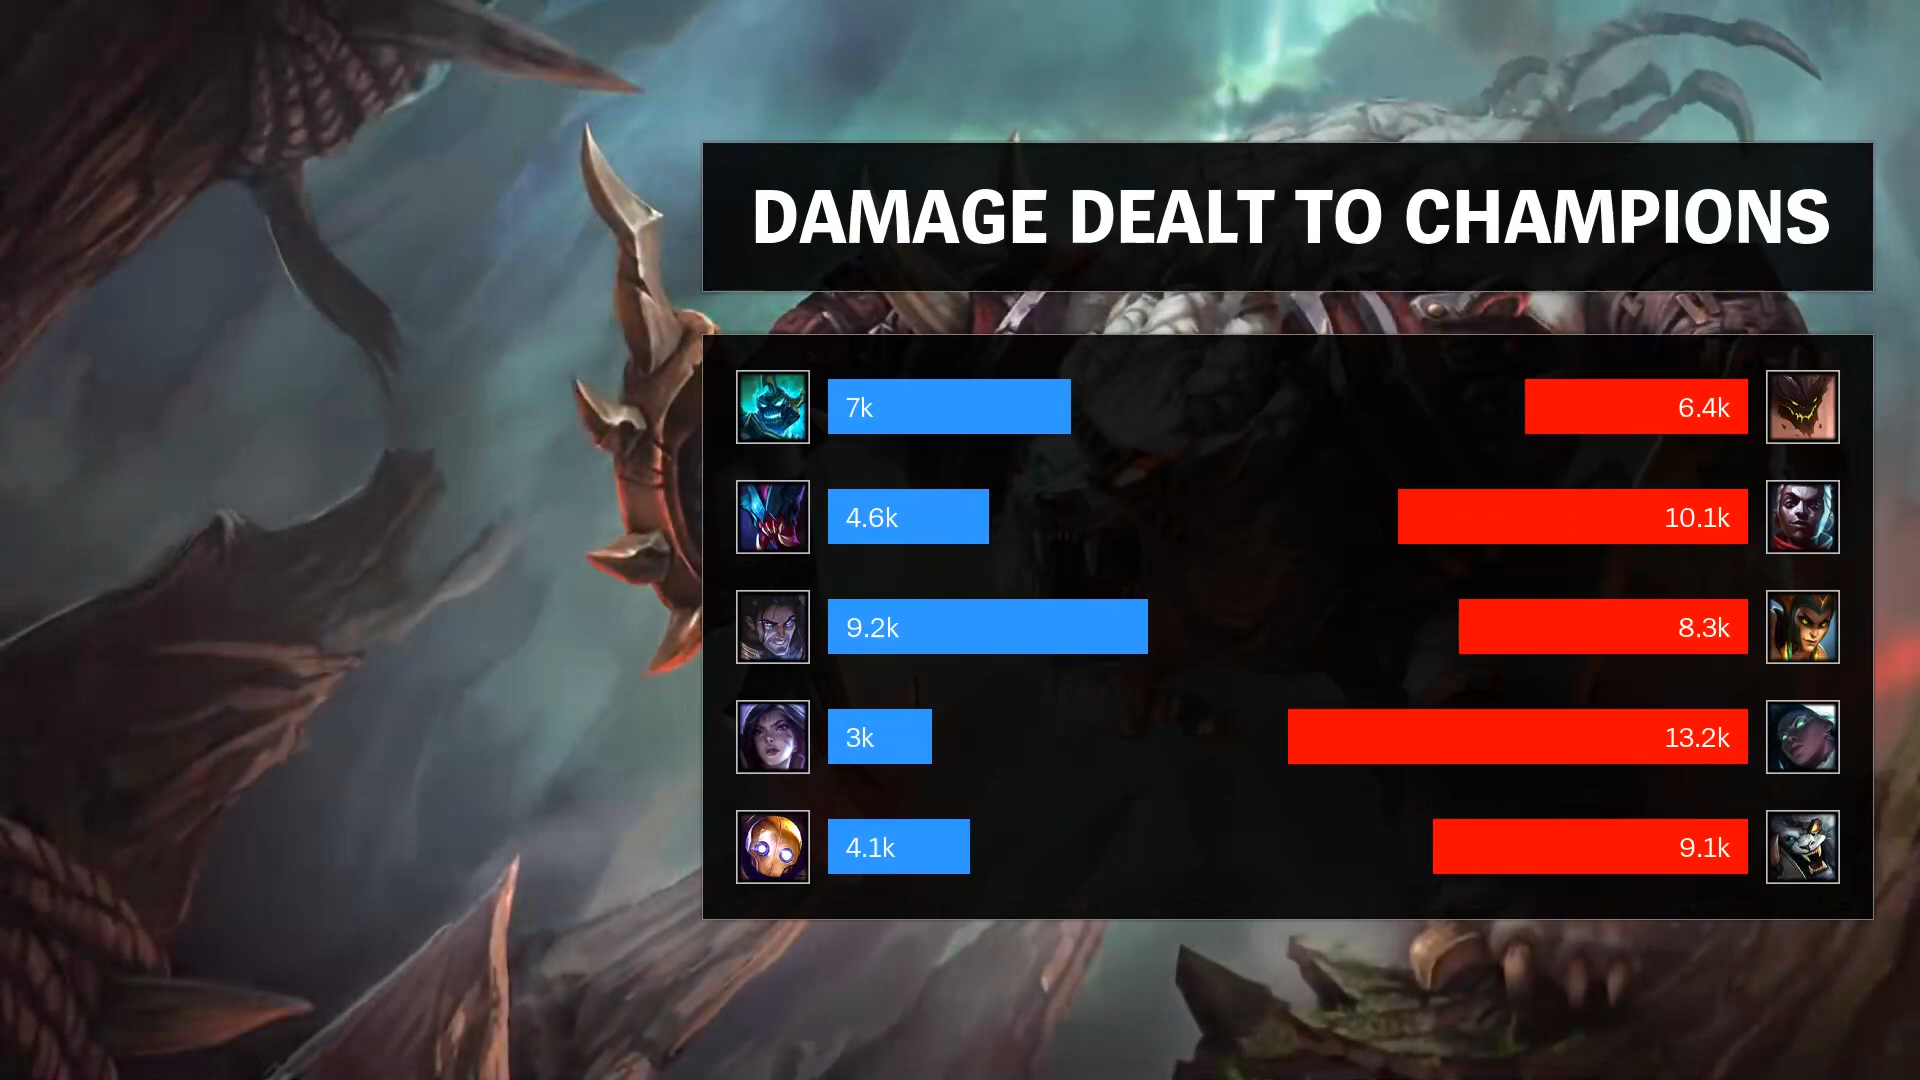 DAMAGE DEALT TO CHAMPIONS
7k 6.4k
4.6k 10.1k
9.2k 8.3k
3k 13.2k
4.1k 9.1k